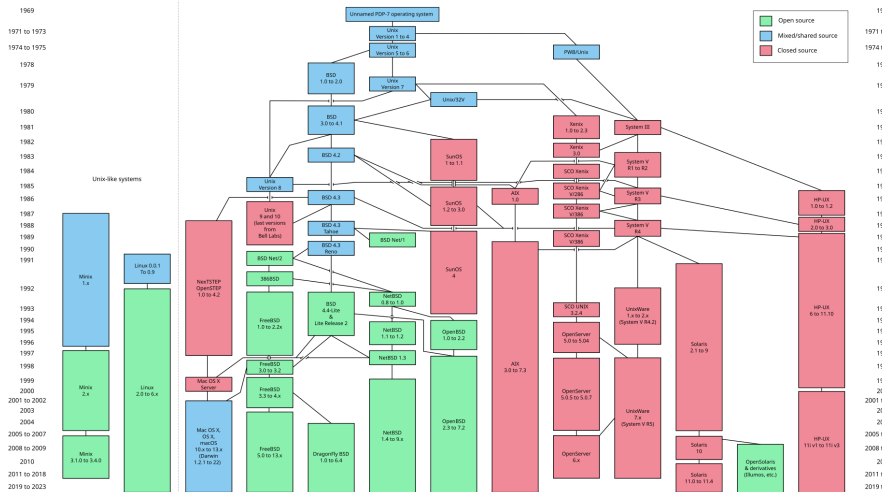 1969
1971 to 1973
1974 to 1975
1978
1979
1980
1981
1982
1983
1984
1985
1986
1987
1988
1989
1990
1991
1992
1993
1994
1995
1996
1997
1998
1999
2000
2001 to 2002
2003
2004
2005 to 2007
2008 to 2009
2010
2011 to 2018
2019 to 2023
Unix-like systems
Minix
1.x
Minix
2.x
Minix
3.1.0 to 3.4.0
Linux 0.0.1
To 0.9
Linux
2.0 to 6.x
NexTSTEP
OpenSTEP
1.0 to 4.2
Mac OS X
Server
Mac OS X,
OS X,
macOS
10.x to 13.x
(Darwin
1.2.1 to 22)
Unnamed PDP-7 operating system
Unix
Version 1 to 4
Unix
Version 5 to 6
PWB/Unix
BSD
1.0 to 2.0
Unix
Version 7
Unix/32V
BSD
3.0 to 4.1
BSD 4.2
Unix
Version 8
BSD 4.3
Unix
9 and 10
(last versions
from
Bell Labs)
BSD 4.3
Tahoe
BSD 4.3
Reno
BSD Net/1
BSD Net/2
386BSD
FreeBSD
1.0 to 2.2x
BSD
4.4-Lite
&
Lite Release 2
NetBSD
0.8 to 1.0
NetBSD
1.1 to 1.2
NetBSD 1.3
FreeBSD
3.0 to 3.2
FreeBSD
3.3 to 4.x
FreeBSD
5.0 to 13.x
DragonFly BSD
1.0 to 6.4
NetBSD
1.4 to 9.x
OpenBSD
1.0 to 2.2
OpenBSD
2.3 to 7.2
SunOS
1 to 1.1
SunOS
1.2 to 3.0
SunOS
4
AIX
1.0
AIX
3.0 to 7.3
Xenix
1.0 to 2.3
Xenix
3.0
SCO Xenix
SCO Xenix
V/286
SCO Xenix
V/386
SCO Xenix
V/386
SCO UNIX
3.2.4
OpenServer
5.0 to 5.04
OpenServer
5.0.5 to 5.0.7
OpenServer
6.x
System III
System V
R1 to R2
System V
R3
System V
R4
UnixWare
1.x to 2.x
(System V R4.2)
UnixWare
7.x
(System V R5)
Solaris
2.1 to 9
Solaris
10
Solaris
11.0 to 11.4
OpenSolaris
& derivatives
(illumos, etc.)
HP-UX
1.0 to 1.2
HP-UX
2.0 to 3.0
HP-UX
6 to 11.10
HP-UX
11i v1 to 11i v3
Open source
Mixed/shared source
Closed source